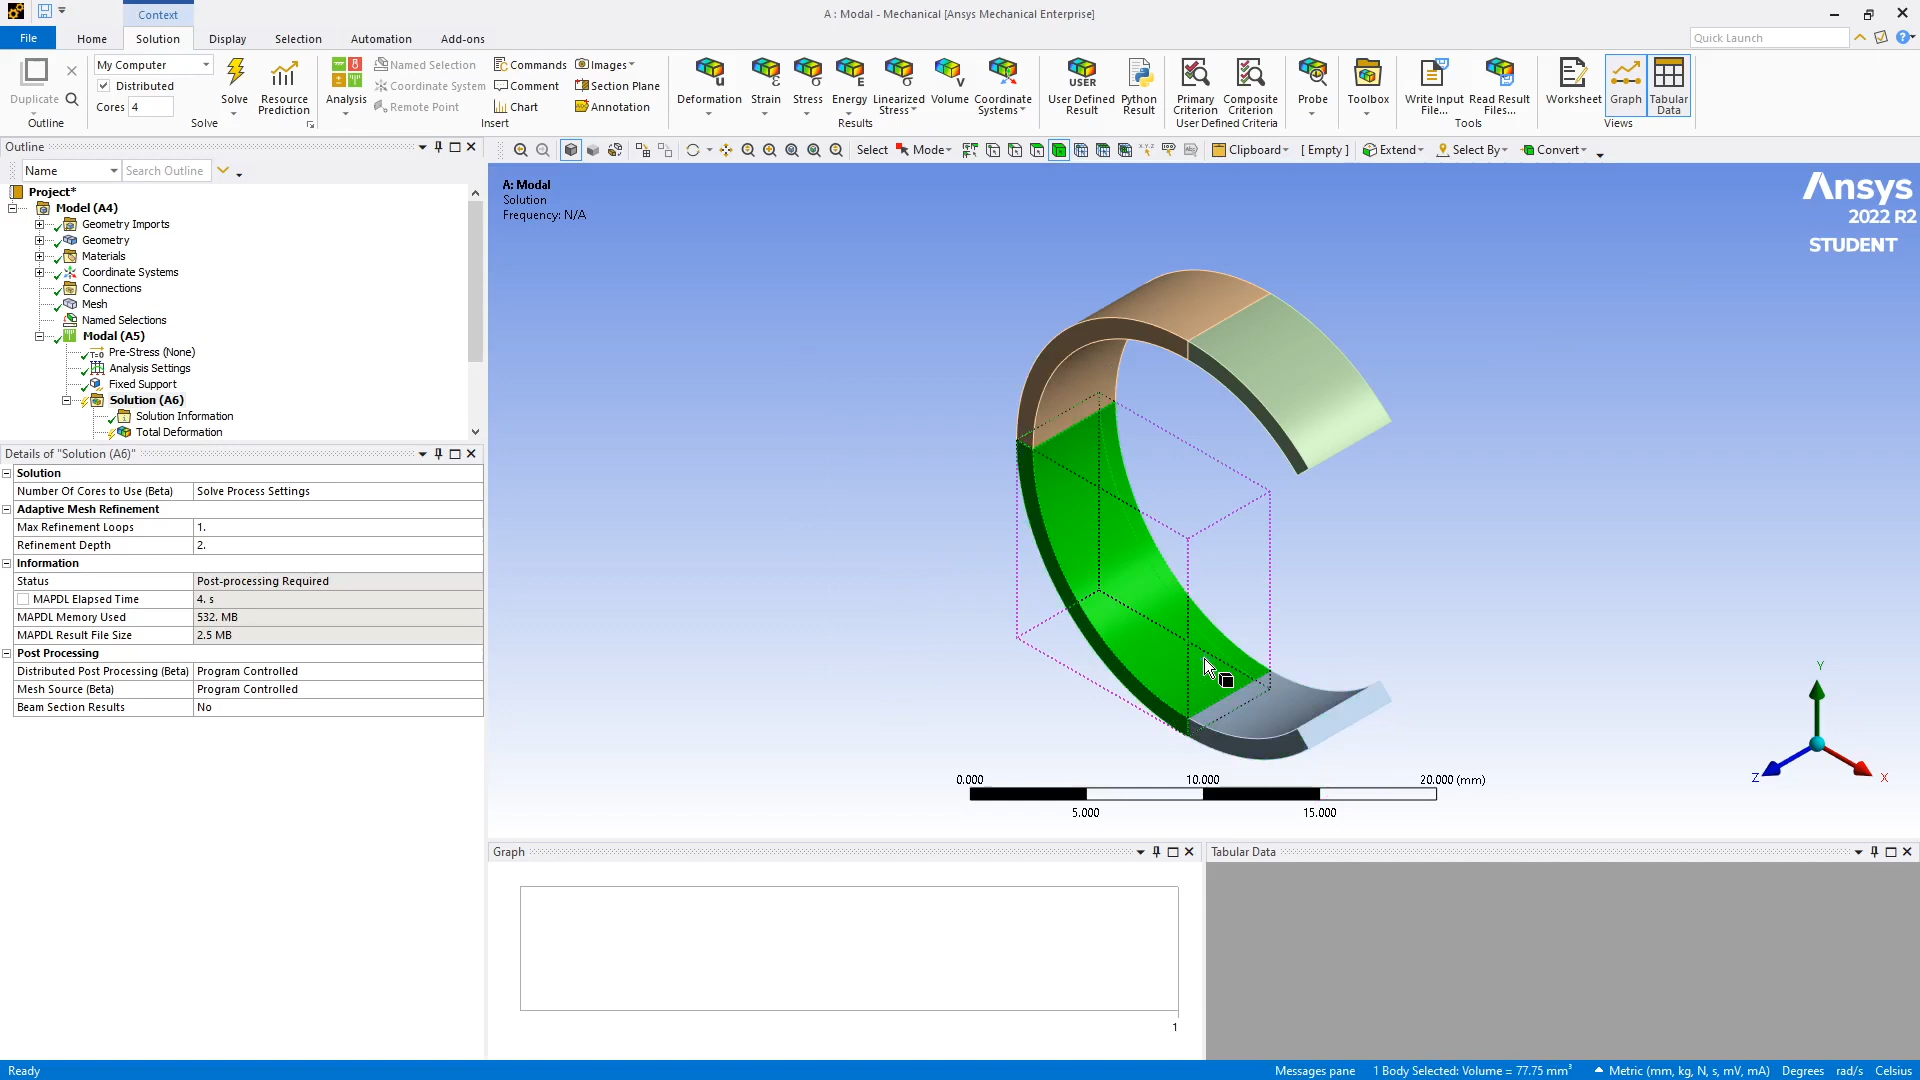 Context
A : Modal - Mechanical [Ansys Mechanical Enterprise]
File
Home
Solution
Display
Selection
Automation
Add-ons
Quick Launch
Duplicate
Outline
My Computer
Distributed
Cores 4
Solve
Resource Prediction
Solve
Analysis
Named Selection
Coordinate System
Remote Point
Commands
Comment
Chart
Images
Section Plane
Annotation
Insert
Deformation
Strain
Stress
Energy
Linearized Stress
Volume
Coordinate Systems
Results
User Defined Result
Python Result
Primary Criterion
Composite Criterion
User Defined Criteria
Probe
Toolbox
Write Input File...
Read Result Files...
Tools
Worksheet
Graph
Tabular Data
Views
Select
Mode
Clipboard
[ Empty ]
Extend
Select By
Convert
Outline
Name
Search Outline
Project*
Model (A4)
Geometry Imports
Geometry
Materials
Coordinate Systems
Connections
Mesh
Named Selections
Modal (A5)
Pre-Stress (None)
Analysis Settings
Fixed Support
Solution (A6)
Solution Information
Total Deformation
Details of "Solution (A6)"
Solution
Number Of Cores to Use (Beta) Solve Process Settings
Adaptive Mesh Refinement
Max Refinement Loops 1.
Refinement Depth 2.
Information
Status Post-processing Required
MAPDL Elapsed Time 4. s
MAPDL Memory Used 532. MB
MAPDL Result File Size 2.5 MB
Post Processing
Distributed Post Processing (Beta) Program Controlled
Mesh Source (Beta) Program Controlled
Beam Section Results No
A: Modal
Solution
Frequency: N/A
Ansys
2022 R2
STUDENT
0.000 10.000 20.000 (mm)
5.000 15.000
Y
Z
X
Graph
1
Tabular Data
Ready
Messages pane
1 Body Selected: Volume = 77.75 mm³
Metric (mm, kg, N, s, mV, mA)
Degrees
rad/s
Celsius